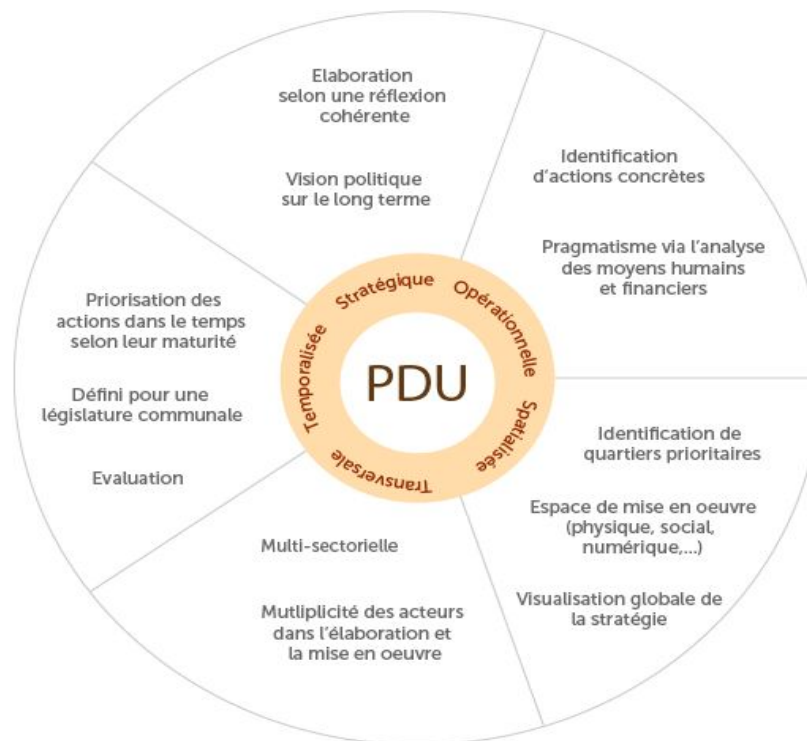 Elaboration
selon une réflexion
cohérente
Vision politique
sur le long terme
Identification
d'actions concrètes
Pragmatisme via l'analyse
des moyens humains
et financiers
Priorisation des
actions dans le temps
selon leur maturité
Défini pour une
législature communale
Evaluation
Stratégique
Opérationnelle
Temporalisée
PDU
Spatialisée
Transversale
Identification de
quartiers prioritaires
Espace de mise en oeuvre
(physique, social,
numérique,...)
Visualisation globale de
la stratégie
Multi-sectorielle
Mutliplicité des acteurs
dans l'élaboration et
la mise en oeuvre